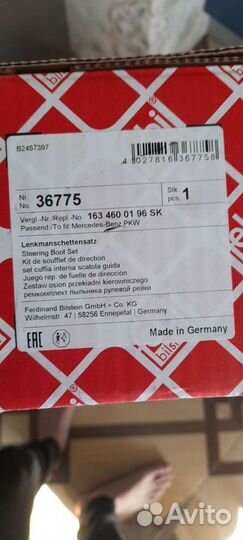 bilstein
B2457397
4 027816 367758
Nr.
No. 36775
Stk.
pcs. 1
Vergl.-Nr./Repl.-No. 163 460 01 96 SK
Passend /To fit: Mercedes-Benz PKW
Lenkmanschettensatz
Steering Boot Set
Kit de soufflet de direction
set cuffia interna scatola guida
Juego rep. de fuelle de dirección
Zestaw osłon przekładni kierowniczego
ремкомплект пыльника рулевой рейки
Ferdinand Bilstein GmbH + Co. KG
Wilhelmstr. 47 | 58256 Ennepetal | Germany
EAC
Made in Germany
Avito